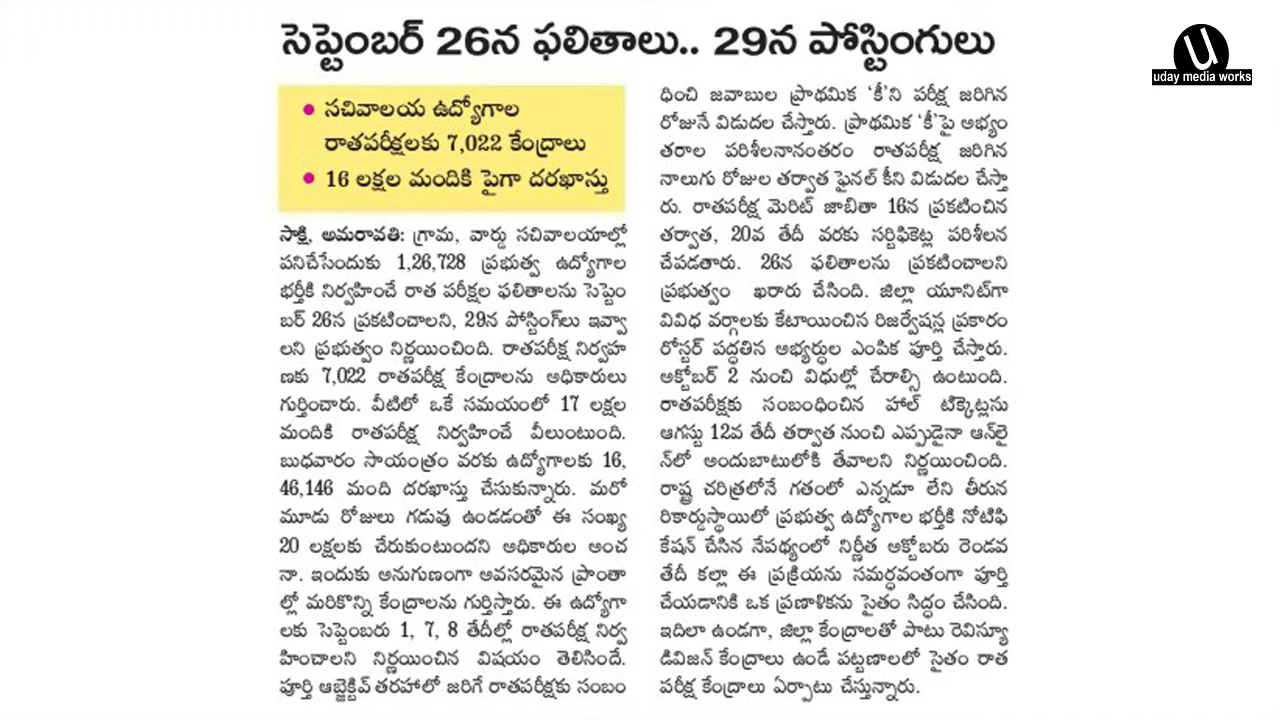 సెప్టెంబర్ 26న ఫలితాలు.. 29న పోస్టింగులు
U
uday media works
• సచివాలయ ఉద్యోగాల
రాతపరీక్షలకు 7,022 కేంద్రాలు
• 16 లక్షల మందికి పైగా దరఖాస్తు
సాక్షి, అమరావతి: గ్రామ, వార్డు సచివాలయాల్లో
పనిచేసేందుకు 1,26,728 ప్రభుత్వ ఉద్యోగాల
భర్తీకి నిర్వహించే రాత పరీక్షల ఫలితాలను సెప్టెం
బర్ 26న ప్రకటించాలని, 29న పోస్టింగ్‌లు ఇవ్వా
లని ప్రభుత్వం నిర్ణయించింది. రాతపరీక్ష నిర్వహ
ణకు 7,022 రాతపరీక్ష కేంద్రాలను అధికారులు
గుర్తించారు. వీటిలో ఒకే సమయంలో 17 లక్షల
మందికి రాతపరీక్ష నిర్వహించే వీలుంటుంది.
బుధవారం సాయంత్రం వరకు ఉద్యోగాలకు 16,
46,146 మంది దరఖాస్తు చేసుకున్నారు. మరో
మూడు రోజులు గడువు ఉండడంతో ఈ సంఖ్య
20 లక్షలకు చేరుకుంటుందని అధికారుల అంచ
నా. ఇందుకు అనుగుణంగా అవసరమైన ప్రాంతా
ల్లో మరికొన్ని కేంద్రాలను గుర్తిస్తారు. ఈ ఉద్యోగా
లకు సెప్టెంబరు 1, 7, 8 తేదీల్లో రాతపరీక్ష నిర్వ
హించాలని నిర్ణయించిన విషయం తెలిసిందే.
పూర్తి ఆబ్జెక్టివ్ తరహాలో జరిగే రాతపరీక్షకు సంబం
ధించి జవాబుల ప్రాథమిక 'కీ'ని పరీక్ష జరిగిన
రోజునే విడుదల చేస్తారు. ప్రాథమిక 'కీ'పై అభ్యం
తరాల పరిశీలనానంతరం రాతపరీక్ష జరిగిన
నాలుగు రోజుల తర్వాత ఫైనల్ కీని విడుదల చేస్తా
రు. రాతపరీక్ష మెరిట్ జాబితా 16న ప్రకటించిన
తర్వాత, 20వ తేదీ వరకు సర్టిఫికెట్ల పరిశీలన
చేపడతారు. 26న ఫలితాలను ప్రకటించాలని
ప్రభుత్వం ఖరారు చేసింది. జిల్లా యూనిట్‌గా
వివిధ వర్గాలకు కేటాయించిన రిజర్వేషన్ల ప్రకారం
రోస్టర్ పద్ధతిన అభ్యర్థుల ఎంపిక పూర్తి చేస్తారు.
అక్టోబర్ 2 నుంచి విధుల్లో చేరాల్సి ఉంటుంది.
రాతపరీక్షకు సంబంధించిన హాల్ టిక్కెట్లను
ఆగస్టు 12వ తేదీ తర్వాత నుంచి ఎప్పుడైనా ఆన్‌లై
న్‌లో అందుబాటులోకి తేవాలని నిర్ణయించింది.
రాష్ట్ర చరిత్రలోనే గతంలో ఎన్నడూ లేని తీరున
రికార్డుస్థాయిలో ప్రభుత్వ ఉద్యోగాల భర్తీకి నోటిఫి
కేషన్ చేసిన నేపథ్యంలో నిర్ణీత అక్టోబరు రెండవ
తేదీ కల్లా ఈ ప్రక్రియను సమర్ధవంతంగా పూర్తి
చేయడానికి ఒక ప్రణాళికను సైతం సిద్ధం చేసింది.
ఇదిలా ఉండగా, జిల్లా కేంద్రాలతో పాటు రెవిన్యూ
డివిజన్ కేంద్రాలు ఉండే పట్టణాలలో సైతం రాత
పరీక్ష కేంద్రాలు ఏర్పాటు చేస్తున్నారు.